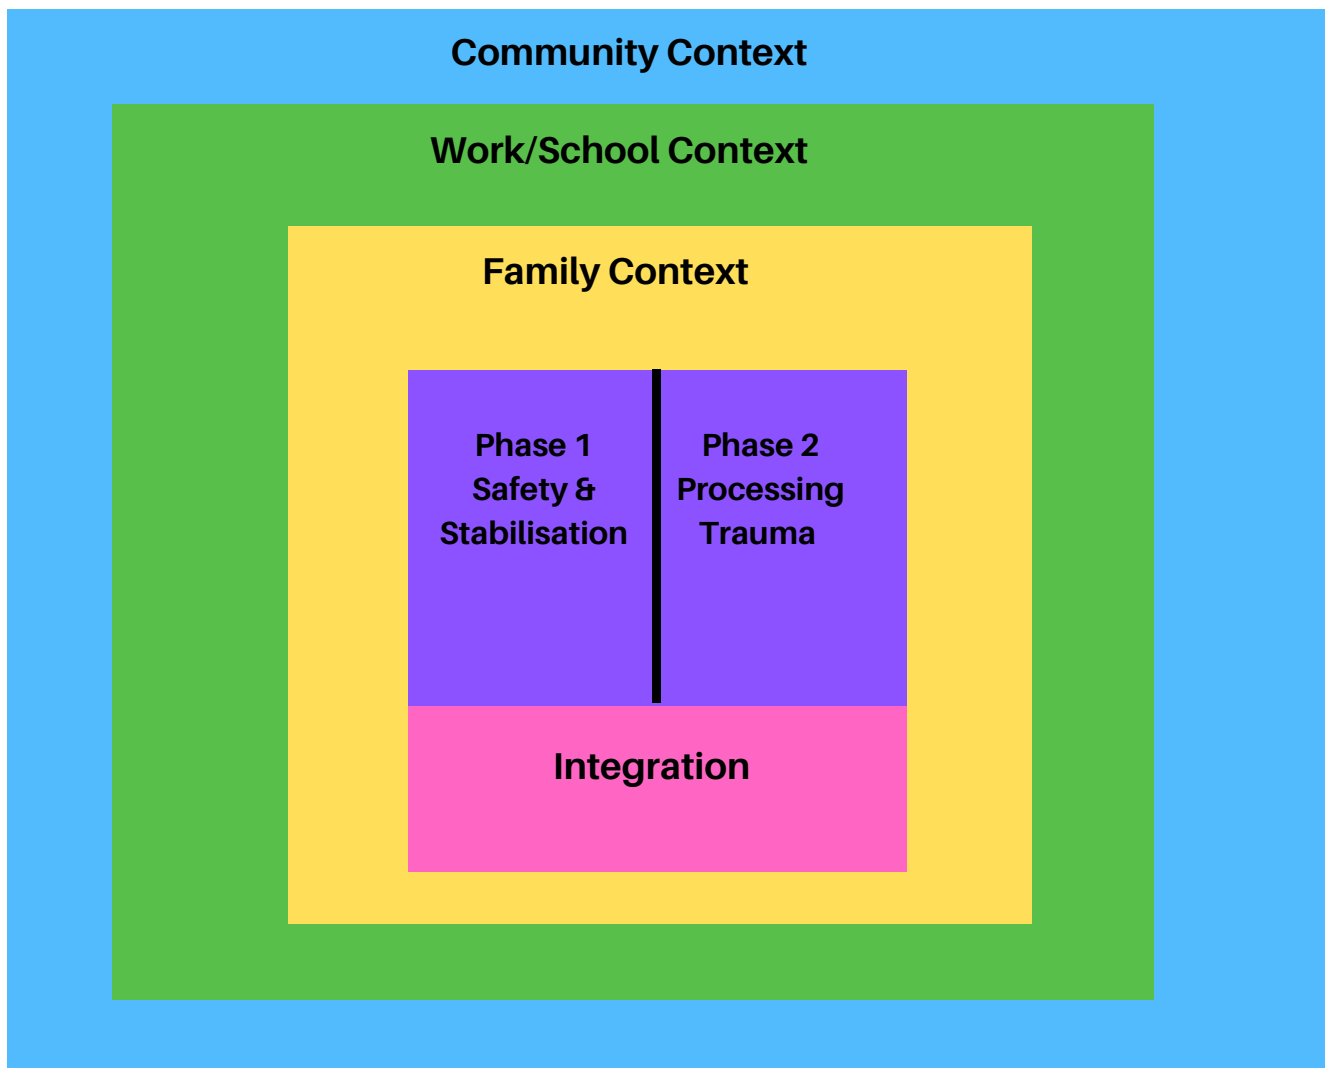 Community Context
Work/School Context
Family Context
Phase 1
Safety &
Stabilisation
Phase 2
Processing
Trauma
Integration